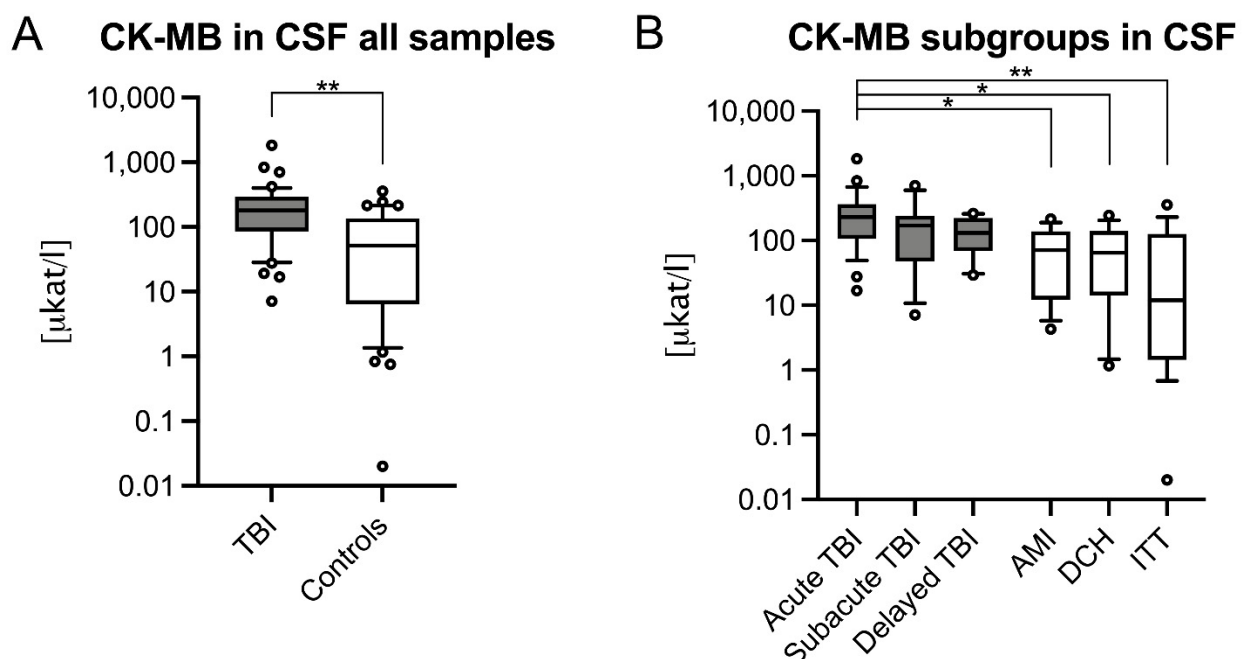 A CK-MB in CSF all samples
**
10,000
1,000
100
10
1
0.1
0.01
[μkat/l]
TBI
Controls
B CK-MB subgroups in CSF
**
*
*
10,000
1,000
100
10
1
0.1
0.01
[μkat/l]
Acute TBI
Subacute TBI
Delayed TBI
AMI
DCH
ITT